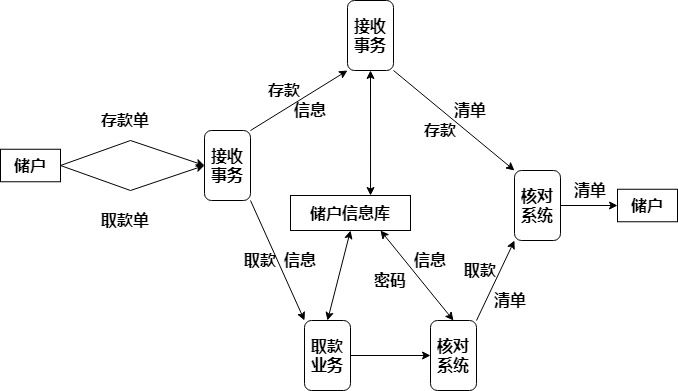 接收
事务
存款
信息
清单
存款
存款单
储户
接收
事务
取款单
储户信息库
核对
系统
清单
储户
取款 信息
信息
密码
取款
清单
取款
业务
核对
系统